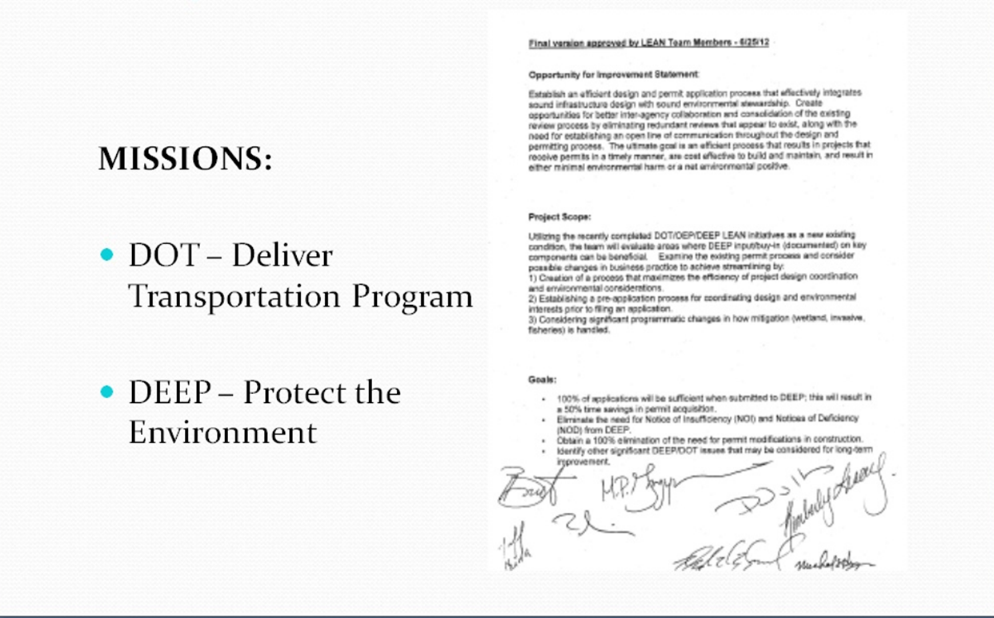 MISSIONS:
• DOT – Deliver
Transportation Program
• DEEP – Protect the
Environment
Final version approved by LEAN Team Members - 6/25/12
Opportunity for Improvement Statement:
Establish an efficient design and permit application process that effectively integrates
sound infrastructure design with sound environmental stewardship. Create
opportunities for better inter-agency collaboration and consolidation of the existing
review process by eliminating redundant reviews that appear to exist, along with the
need for establishing an open line of communication throughout the design and
permitting process. The ultimate goal is an efficient process that results in projects that
receive permits in a timely manner, are cost effective to build and maintain, and result in
either minimal environmental harm or a net environmental positive.
Project Scope:
Utilizing the recently completed DOT/DEP/DEEP LEAN initiatives as a new existing
condition, the team will evaluate areas where DEEP input/buy-in (documented) on key
components can be beneficial. Examine the existing permit process and consider
possible changes in business practice to achieve streamlining by:
1) Creation of a process that maximizes the efficiency of project design coordination
and environmental considerations.
2) Establishing a pre-application process for coordinating design and environmental
interests prior to filing an application.
3) Considering significant programmatic changes in how mitigation (wetland, invasive,
fisheries) is handled.
Goals:
• 100% of applications will be sufficient when submitted to DEEP; this will result in
a 50% time savings in permit acquisition.
• Eliminate the need for Notice of Insufficiency (NOI) and Notices of Deficiency
(NOD) from DEEP.
• Obtain a 100% elimination of the need for permit modifications in construction.
• Identify other significant DEEP/DOT issues that may be considered for long-term
improvement.
Kimberly